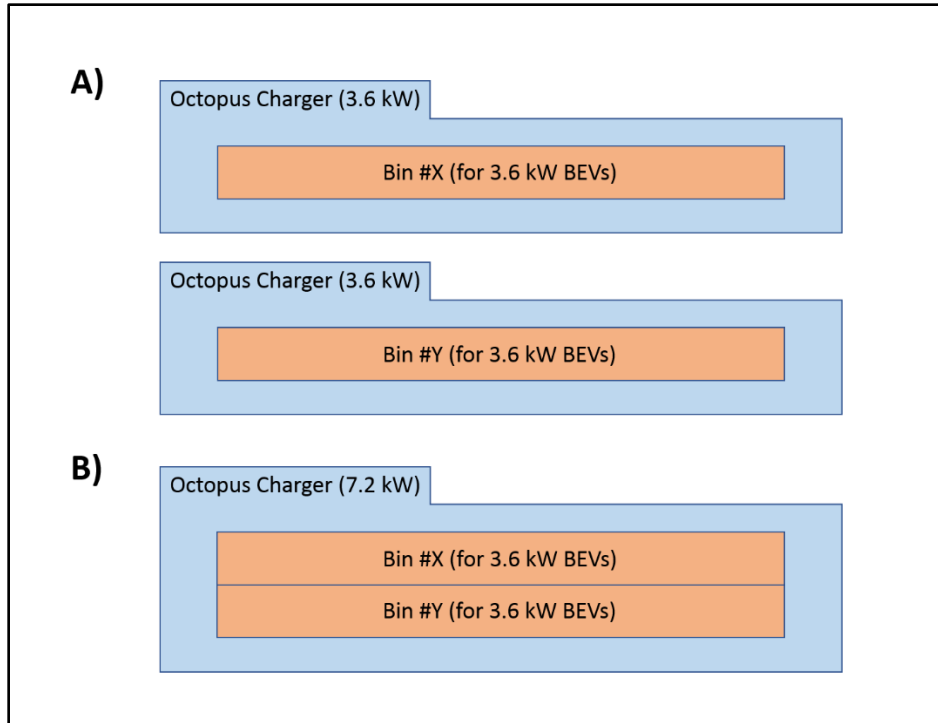 A)
Octopus Charger (3.6 kW)
Bin #X (for 3.6 kW BEVs)
Octopus Charger (3.6 kW)
Bin #Y (for 3.6 kW BEVs)
B)
Octopus Charger (7.2 kW)
Bin #X (for 3.6 kW BEVs)
Bin #Y (for 3.6 kW BEVs)